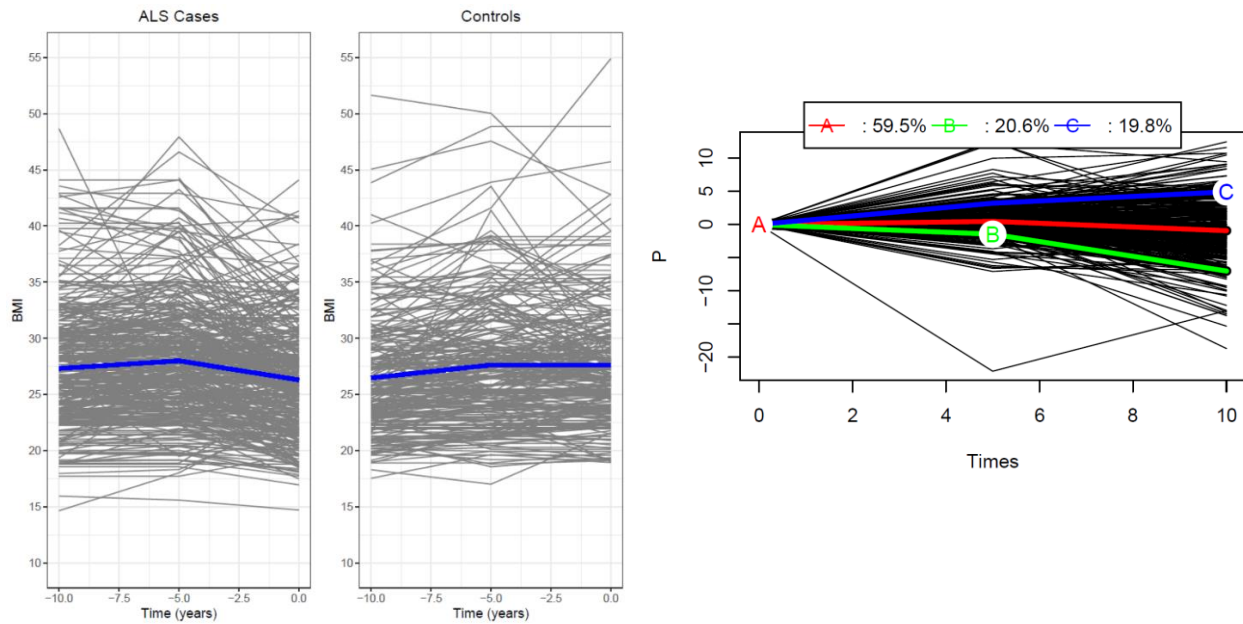 ALS Cases
Controls
55
50
45
40
35
30
25
20
15
10
BMI
−10.0 −7.5 −5.0 −2.5 0.0
Time (years)
55
50
45
40
35
30
25
20
15
10
BMI
−10.0 −7.5 −5.0 −2.5 0.0
Time (years)
A : 59.5% B : 20.6% C : 19.8%
10
5
0
−10
−20
P
A
B
C
0 2 4 6 8 10
Times